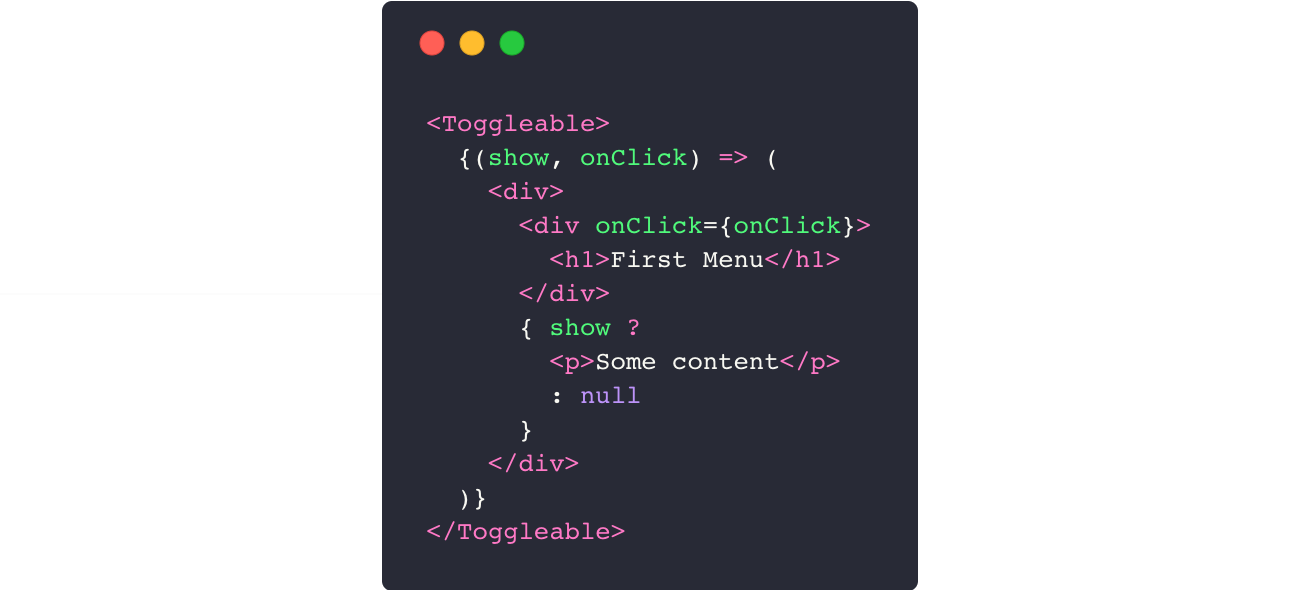 <Toggleable>
  {(show, onClick) => (
    <div>
      <div onClick={onClick}>
        <h1>First Menu</h1>
      </div>
      { show ?
        <p>Some content</p>
        : null
      }
    </div>
  )}
</Toggleable>